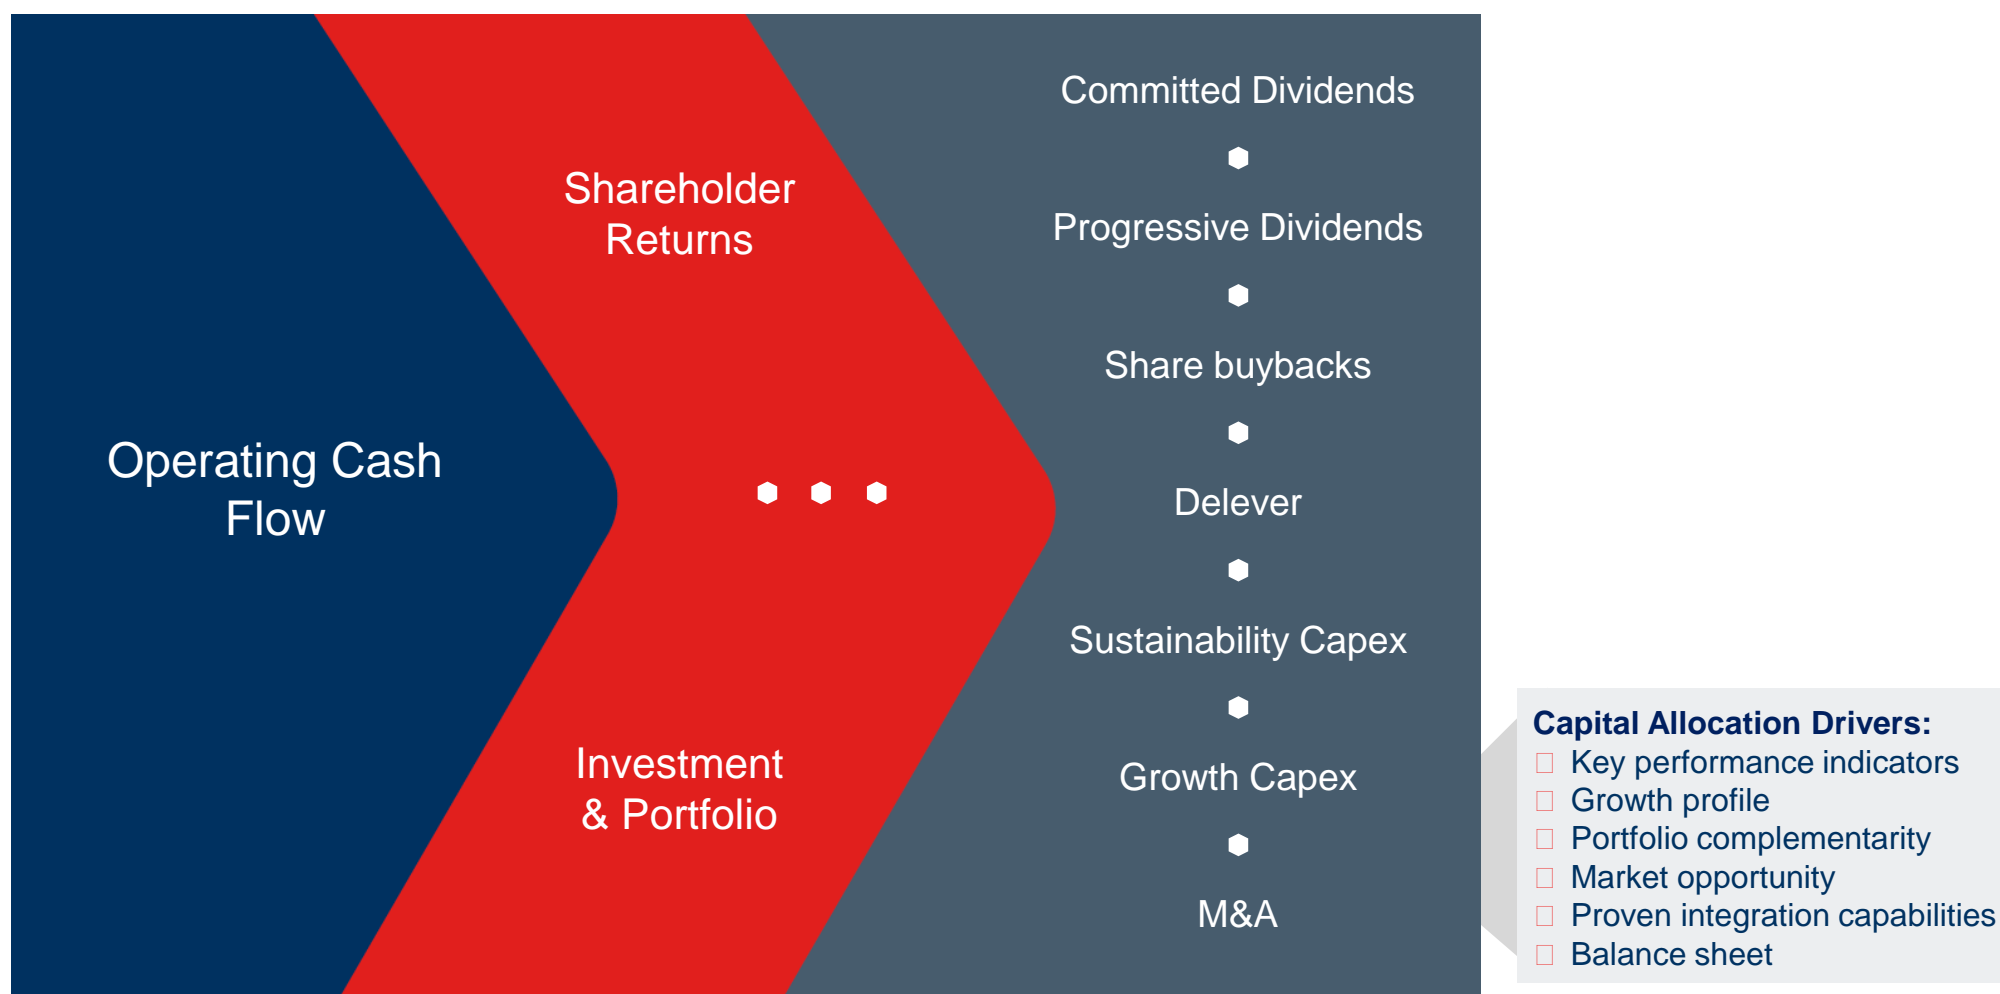 Operating Cash
Flow
Shareholder
Returns
Investment
& Portfolio
Committed Dividends
Progressive Dividends
Share buybacks
Delever
Sustainability Capex
Growth Capex
M&A
Capital Allocation Drivers:
Key performance indicators
Growth profile
Portfolio complementarity
Market opportunity
Proven integration capabilities
Balance sheet